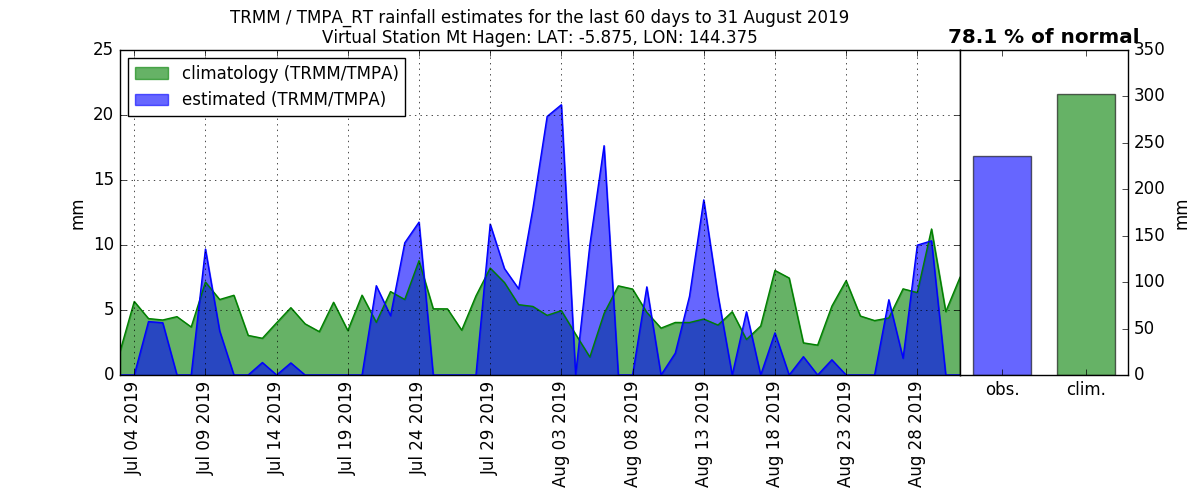 TRMM / TMPA_RT rainfall estimates for the last 60 days to 31 August 2019
Virtual Station Mt Hagen: LAT: -5.875, LON: 144.375
78.1 % of normal
climatology (TRMM/TMPA)
estimated (TRMM/TMPA)
25
20
15
10
5
0
mm
Jul 04 2019
Jul 09 2019
Jul 14 2019
Jul 19 2019
Jul 24 2019
Jul 29 2019
Aug 03 2019
Aug 08 2019
Aug 13 2019
Aug 18 2019
Aug 23 2019
Aug 28 2019
obs.
clim.
350
300
250
200
150
100
50
0
mm